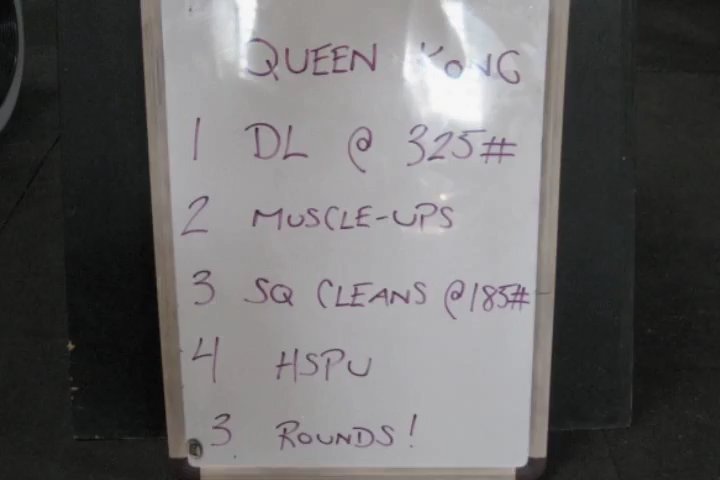 QUEEN KONG
1 DL @ 325#
2 MUSCLE-UPS
3 SQ CLEANS @185#
4 HSPU
3 ROUNDS!